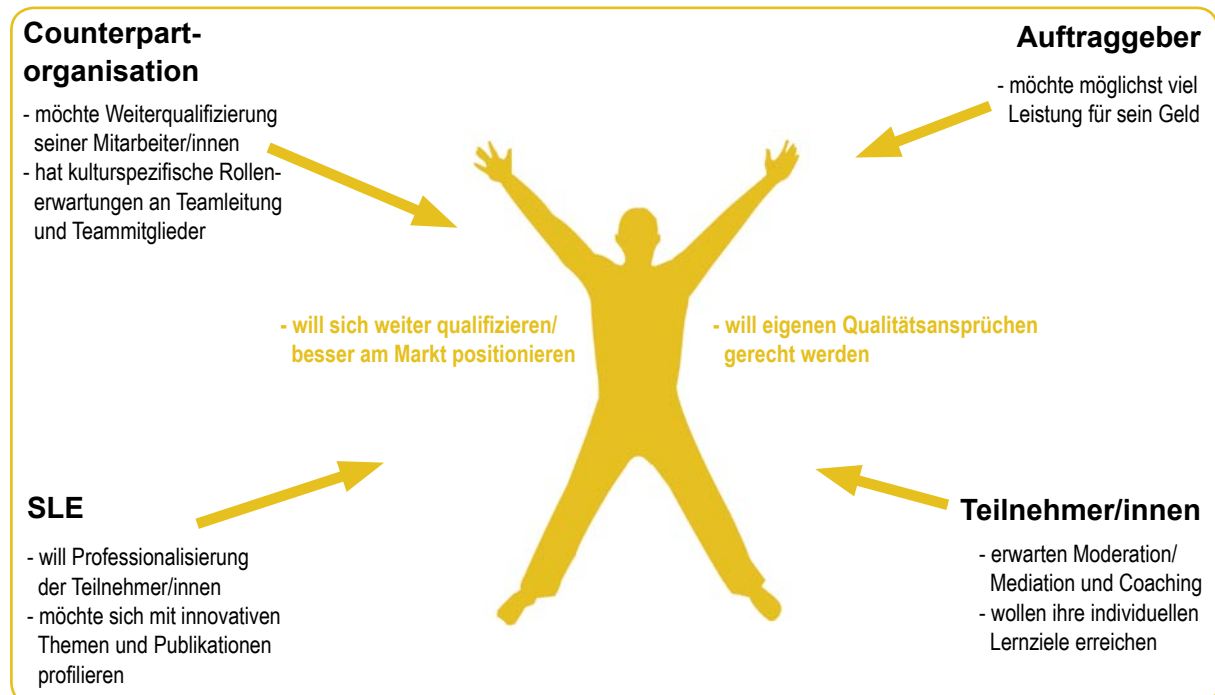 Counterpart-
organisation
- möchte Weiterqualifizierung
seiner Mitarbeiter/innen
- hat kulturspezifische Rollen-
erwartungen an Teamleitung
und Teammitglieder
Auftraggeber
- möchte möglichst viel
Leistung für sein Geld
- will sich weiter qualifizieren/
besser am Markt positionieren
- will eigenen Qualitätsansprüchen
gerecht werden
SLE
- will Professionalisierung
der Teilnehmer/innen
- möchte sich mit innovativen
Themen und Publikationen
profilieren
Teilnehmer/innen
- erwarten Moderation/
Mediation und Coaching
- wollen ihre individuellen
Lernziele erreichen